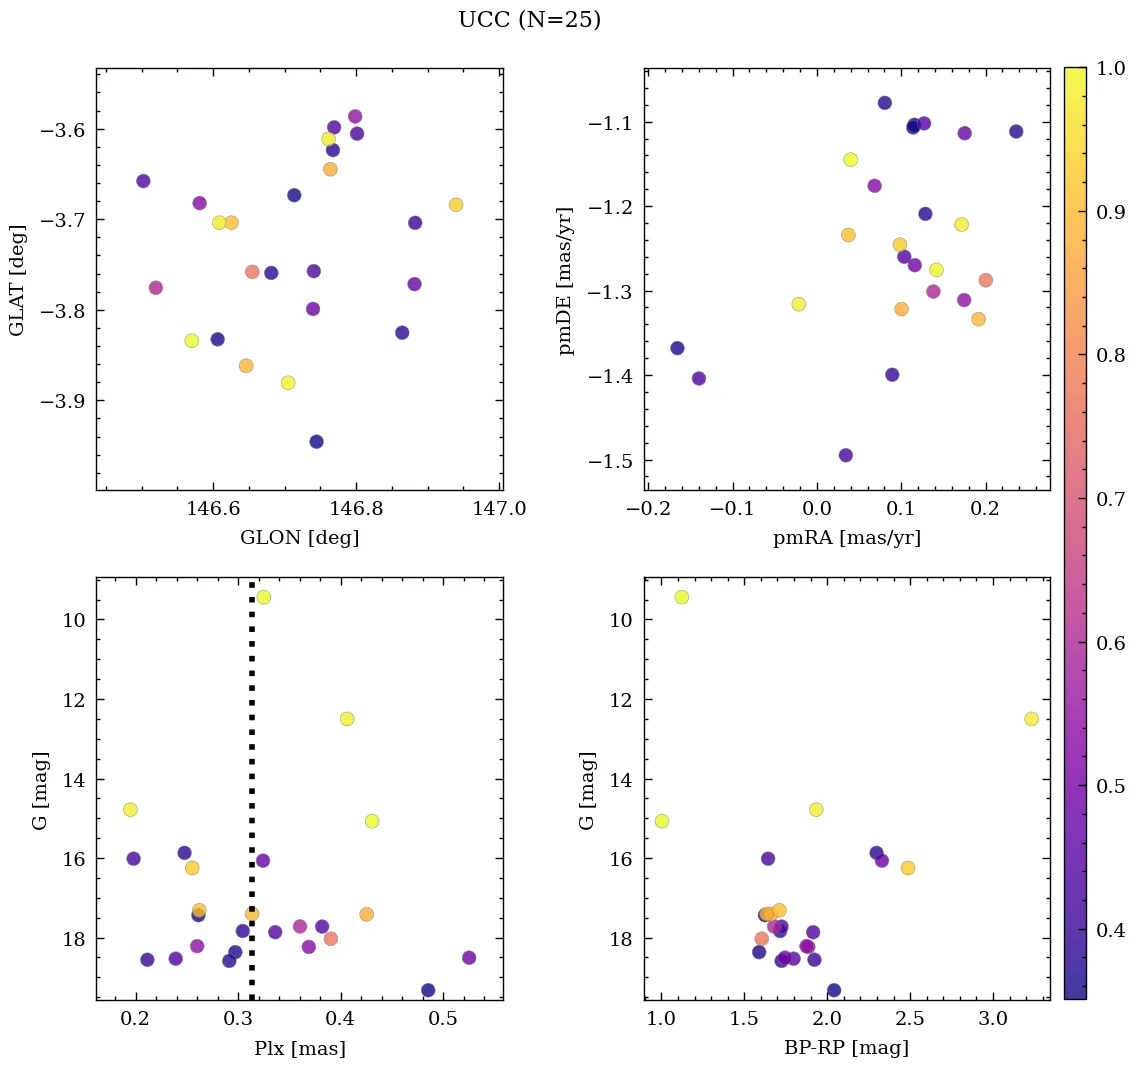 UCC (N=25)
−3.6
−3.7
−3.8
−3.9
GLAT [deg]
146.6 146.8 147.0
GLON [deg]
−1.1
−1.2
−1.3
−1.4
−1.5
pmDE [mas/yr]
−0.2 −0.1 0.0 0.1 0.2
pmRA [mas/yr]
10
12
14
16
18
G [mag]
0.2 0.3 0.4 0.5
Plx [mas]
10
12
14
16
18
G [mag]
1.0 1.5 2.0 2.5 3.0
BP-RP [mag]
1.0
0.9
0.8
0.7
0.6
0.5
0.4